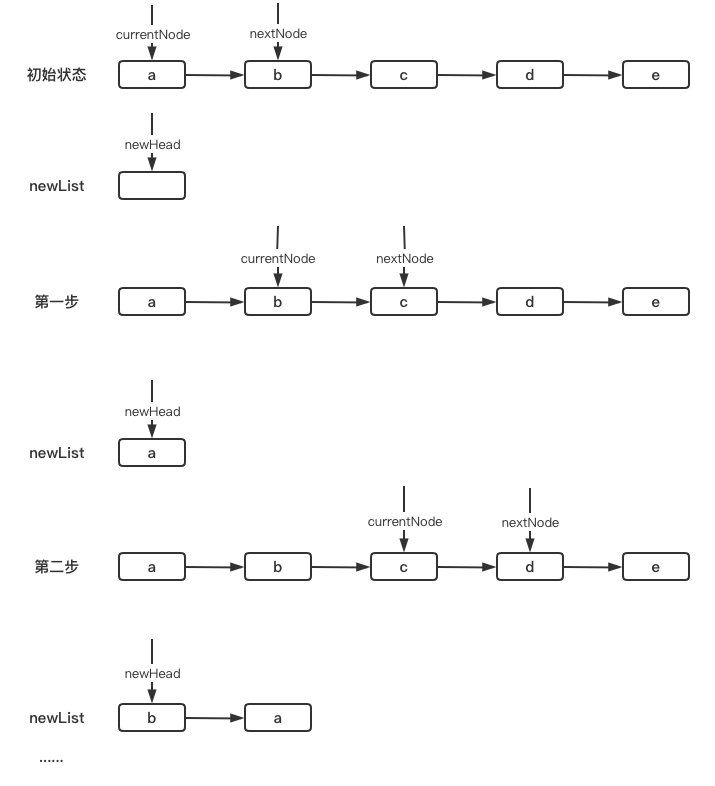 currentNode nextNode
初始状态 a b c d e
newHead
newList
currentNode nextNode
第一步 a b c d e
newHead
newList a
currentNode nextNode
第二步 a b c d e
newHead
newList b a
......